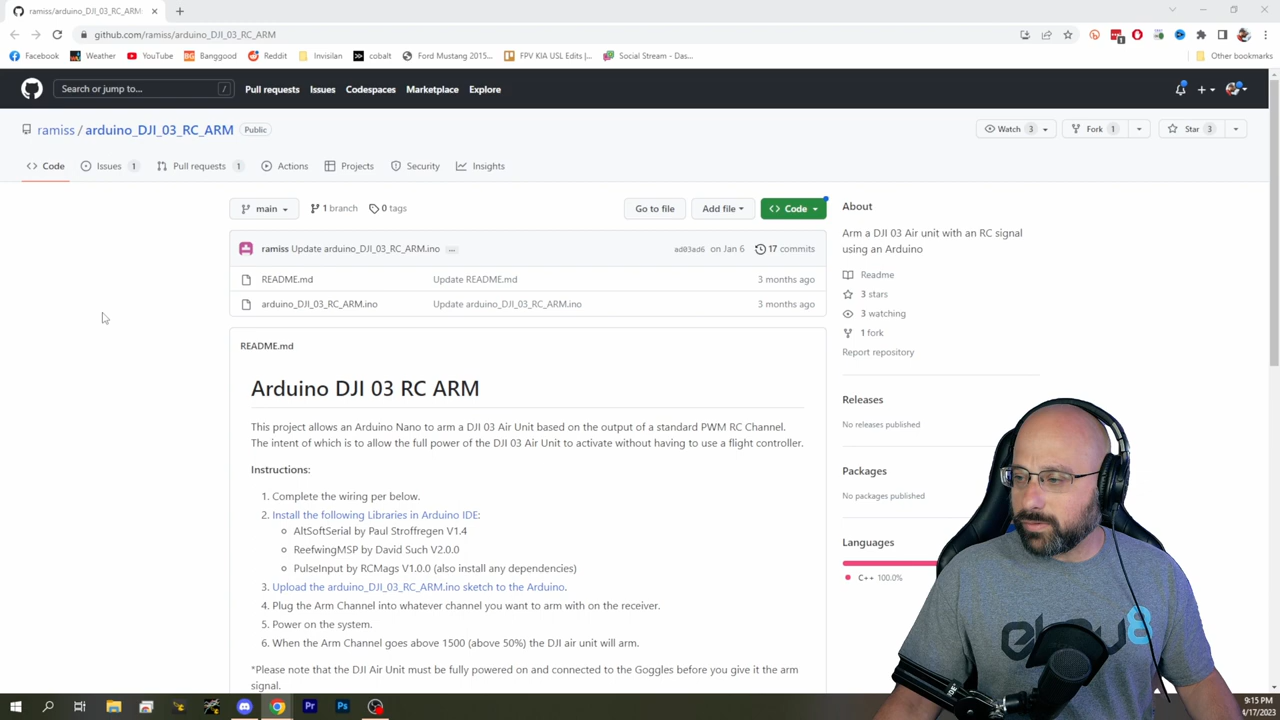 ramiss/arduino_DJI_03_RC_ARM
github.com/ramiss/arduino_DJI_03_RC_ARM
Facebook Weather YouTube Banggood Reddit Invisilan cobalt Ford Mustang 2015... FPV KIA USL Edits |... Social Stream - Das... Other bookmarks
Search or jump to... / Pull requests Issues Codespaces Marketplace Explore
ramiss / arduino_DJI_03_RC_ARM Public Watch 3 Fork 1 Star 3
Code Issues 1 Pull requests 1 Actions Projects Security Insights
main 1 branch 0 tags Go to file Add file Code
ramiss Update arduino_DJI_03_RC_ARM.ino ... ad03ad6 on Jan 6 17 commits
README.md Update README.md 3 months ago
arduino_DJI_03_RC_ARM.ino Update arduino_DJI_03_RC_ARM.ino 3 months ago
README.md
Arduino DJI 03 RC ARM
This project allows an Arduino Nano to arm a DJI 03 Air Unit based on the output of a standard PWM RC Channel.
The intent of which is to allow the full power of the DJI 03 Air Unit to activate without having to use a flight controller.
Instructions:
1. Complete the wiring per below.
2. Install the following Libraries in Arduino IDE:
AltSoftSerial by Paul Stroffregen V1.4
ReefwingMSP by David Such V2.0.0
PulseInput by RCMags V1.0.0 (also install any dependencies)
3. Upload the arduino_DJI_03_RC_ARM.ino sketch to the Arduino.
4. Plug the Arm Channel into whatever channel you want to arm with on the receiver.
5. Power on the system.
6. When the Arm Channel goes above 1500 (above 50%) the DJI air unit will arm.
*Please note that the DJI Air Unit must be fully powered on and connected to the Goggles before you give it the arm
signal.
About
Arm a DJI 03 Air unit with an RC signal
using an Arduino
Readme
3 stars
3 watching
1 fork
Report repository
Releases
No releases published
Packages
No packages published
Languages
C++ 100.0%
9:15 PM
4/17/2023